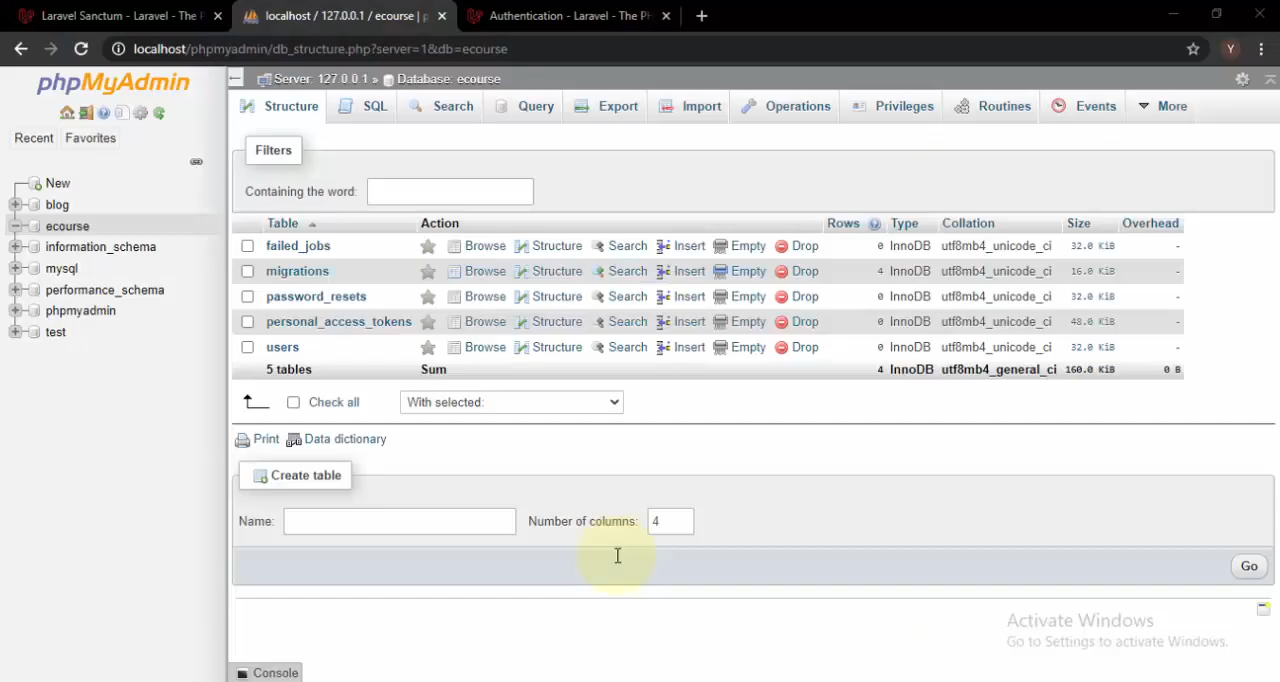 Laravel Sanctum - Laravel - The P
localhost / 127.0.0.1 / ecourse | p
Authentication - Laravel - The PH
localhost/phpmyadmin/db_structure.php?server=1&db=ecourse
Y
phpMyAdmin
Recent Favorites
New
blog
ecourse
information_schema
mysql
performance_schema
phpmyadmin
test
Server: 127.0.0.1 » Database: ecourse
Structure SQL Search Query Export Import Operations Privileges Routines Events More
Filters
Containing the word:
Table Action Rows Type Collation Size Overhead
failed_jobs Browse Structure Search Insert Empty Drop 0 InnoDB utf8mb4_unicode_ci 32.0 KiB -
migrations Browse Structure Search Insert Empty Drop 4 InnoDB utf8mb4_unicode_ci 16.0 KiB -
password_resets Browse Structure Search Insert Empty Drop 0 InnoDB utf8mb4_unicode_ci 32.0 KiB -
personal_access_tokens Browse Structure Search Insert Empty Drop 0 InnoDB utf8mb4_unicode_ci 48.0 KiB -
users Browse Structure Search Insert Empty Drop 0 InnoDB utf8mb4_unicode_ci 32.0 KiB -
5 tables Sum 4 InnoDB utf8mb4_general_ci 160.0 KiB 0 B
Check all With selected:
Print Data dictionary
Create table
Name: Number of columns: 4
Go
Activate Windows
Go to Settings to activate Windows.
Console